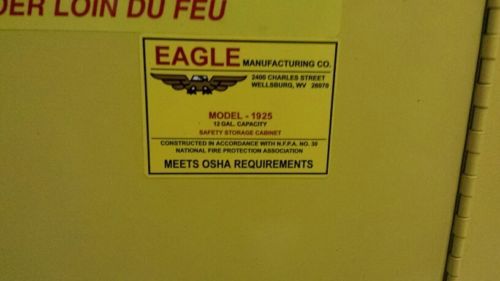 DER LOIN DU FEU
EAGLE MANUFACTURING CO.
2400 CHARLES STREET
WELLSBURG, WV 26070
MODEL - 1925
12 GAL. CAPACITY
SAFETY STORAGE CABINET
CONSTRUCTED IN ACCORDANCE WITH N.F.P.A. NO. 30
NATIONAL FIRE PROTECTION ASSOCIATION
MEETS OSHA REQUIREMENTS